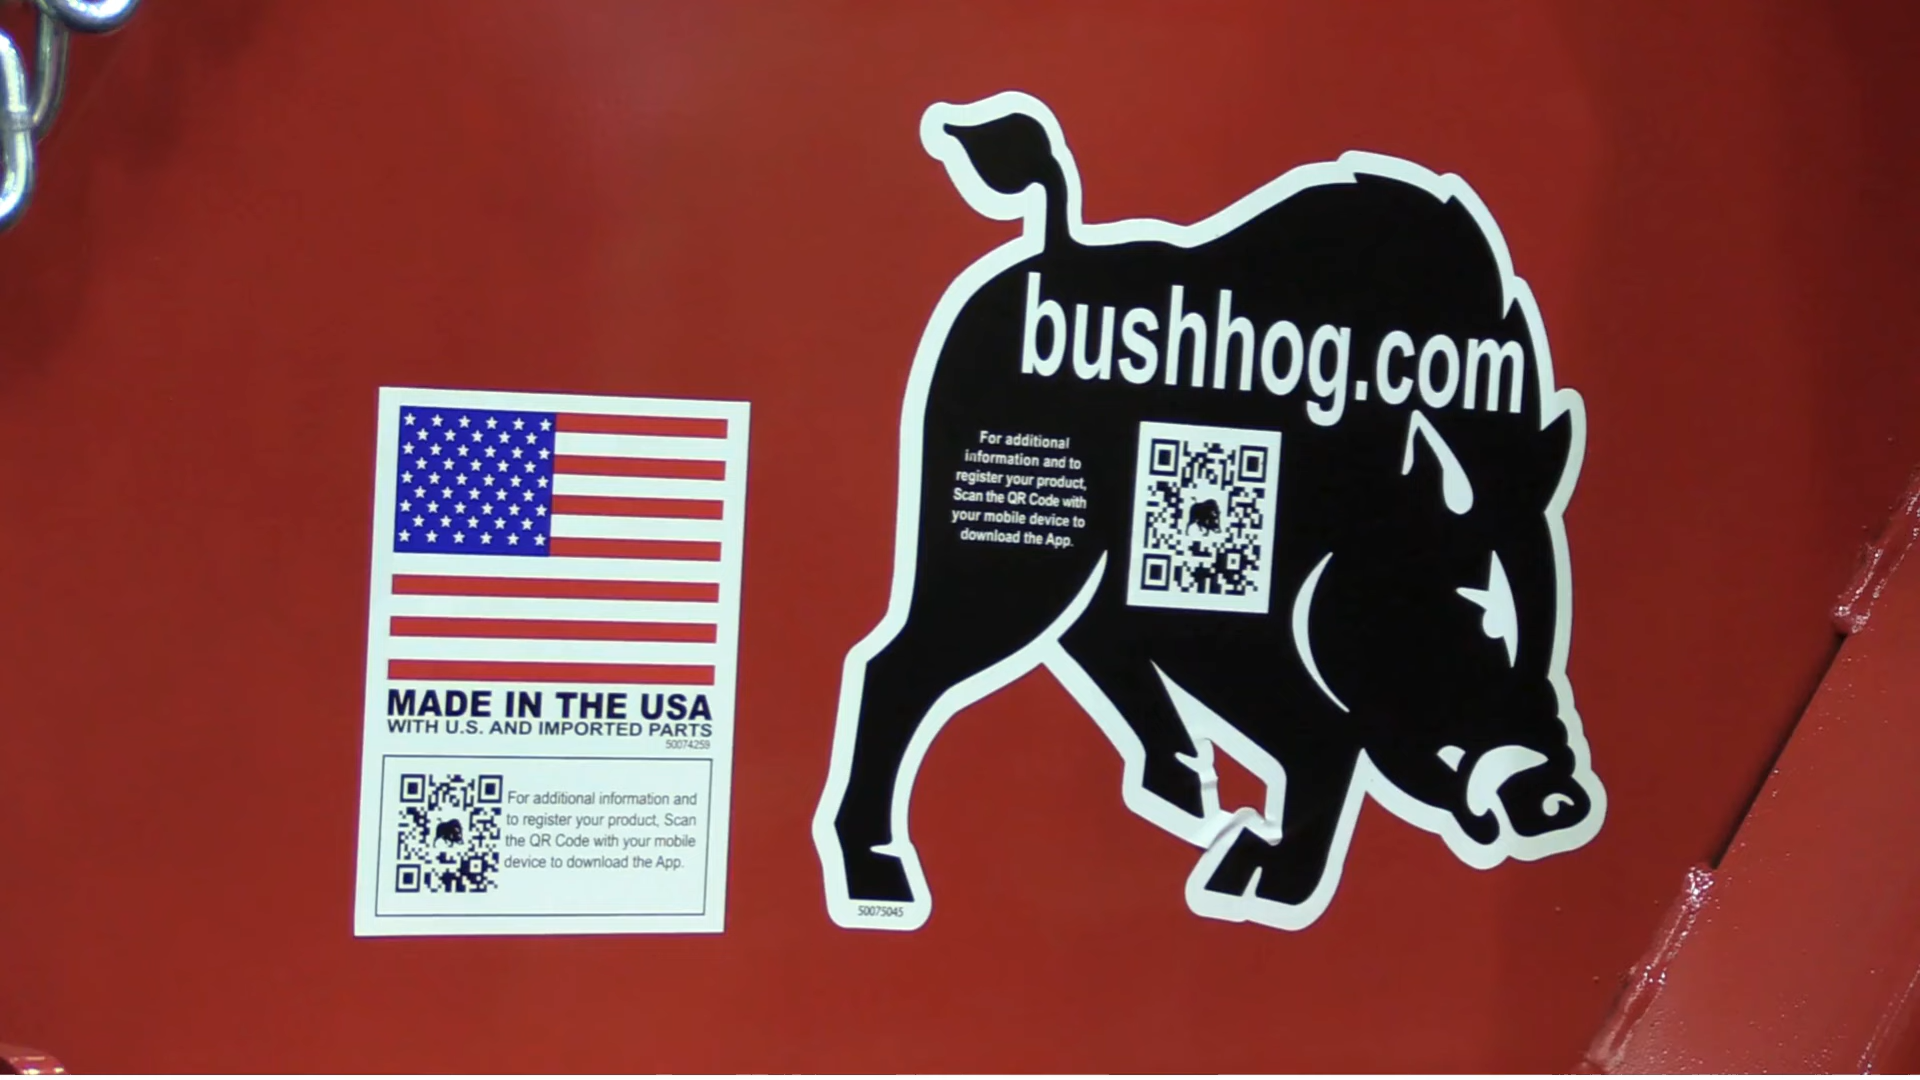 MADE IN THE USA
WITH U.S. AND IMPORTED PARTS
50074259
For additional information and
to register your product, Scan
the QR Code with your mobile
device to download the App.
bushhog.com
For additional
information and to
register your product,
Scan the QR Code with
your mobile device to
download the App.
50075045